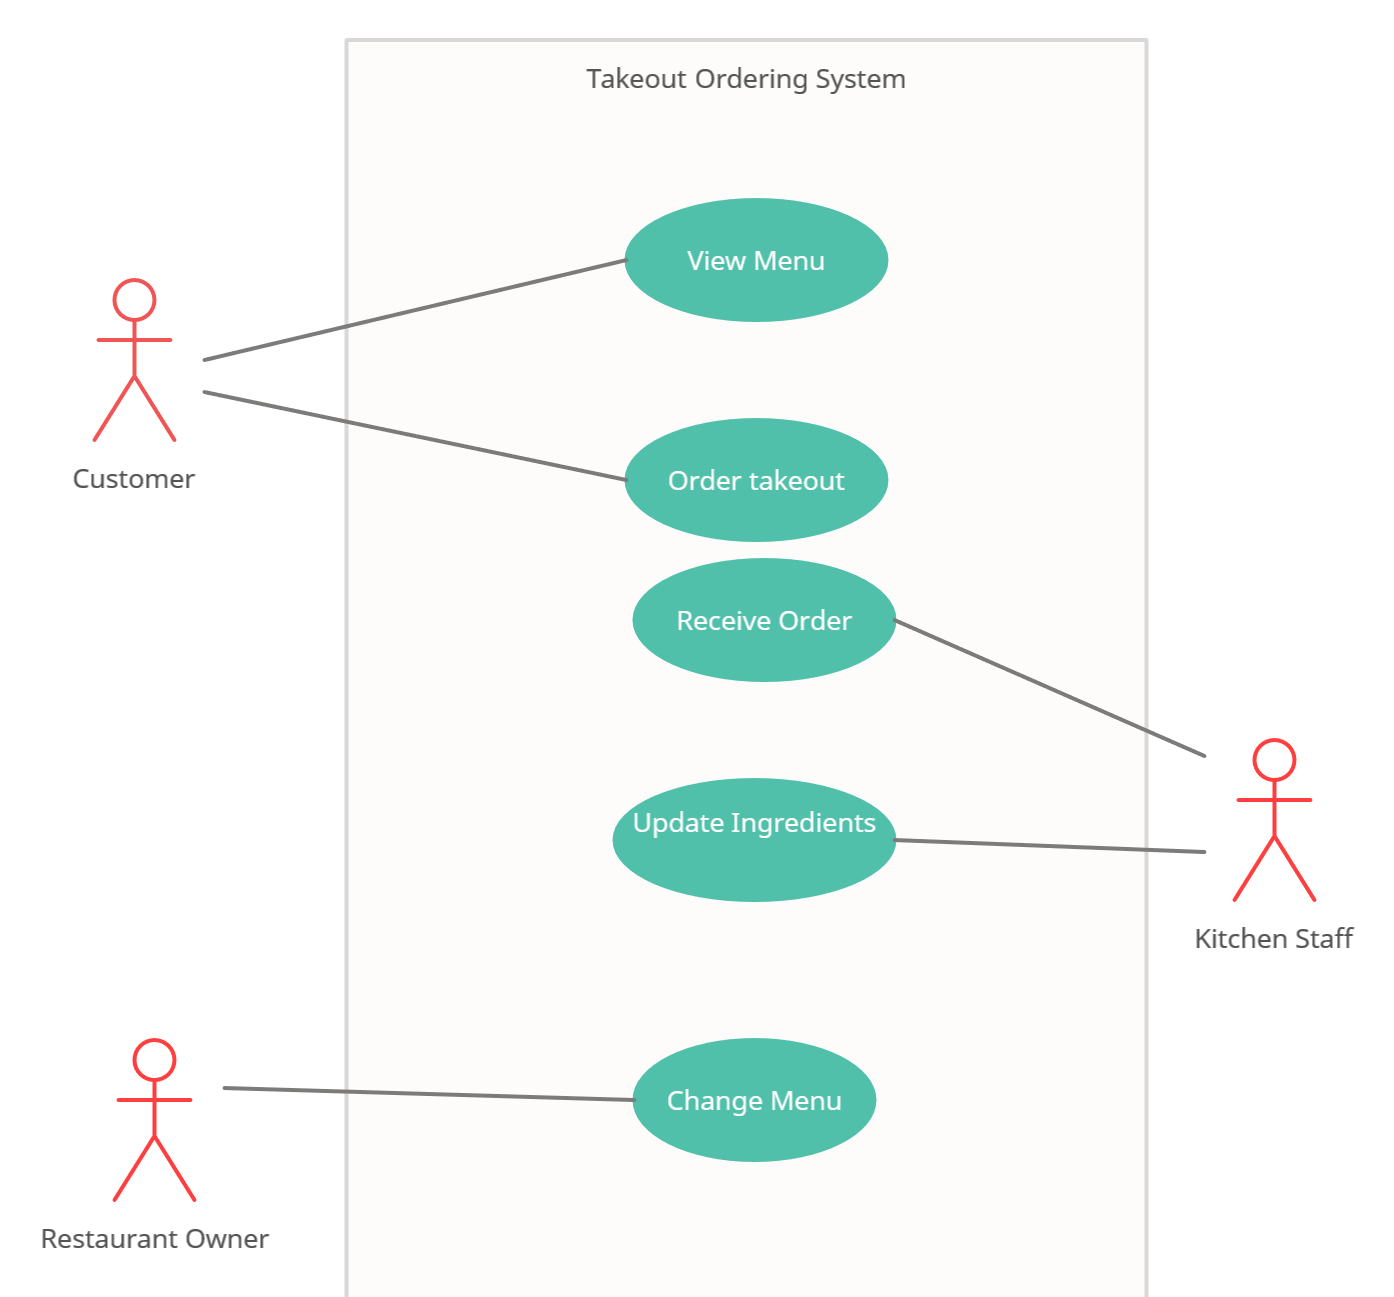 Takeout Ordering System
View Menu
Customer
Order takeout
Receive Order
Update Ingredients
Kitchen Staff
Change Menu
Restaurant Owner